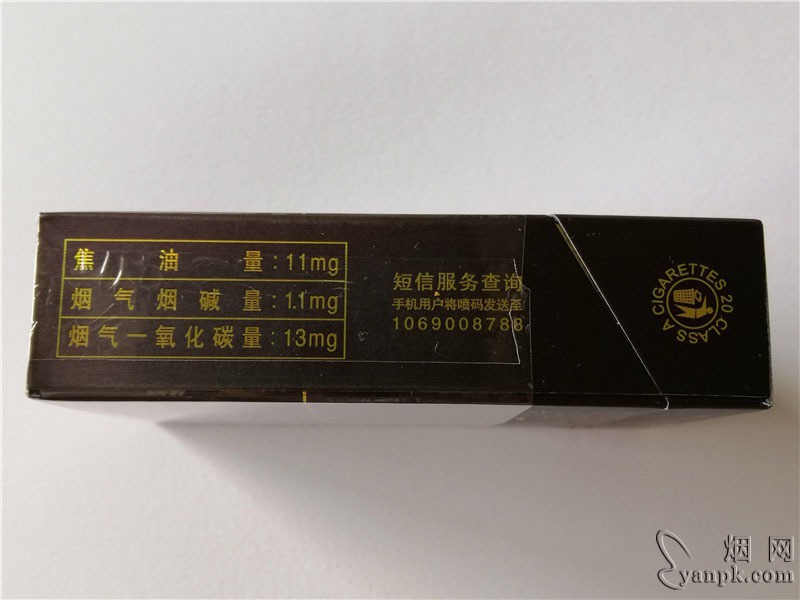 焦油量:11mg
烟气烟碱量:1.1mg
烟气一氧化碳量:13mg
短信服务查询
手机用户将喷码发送至
1069008788
20 CLASS A CIGARETTES
烟网
yanpk.com